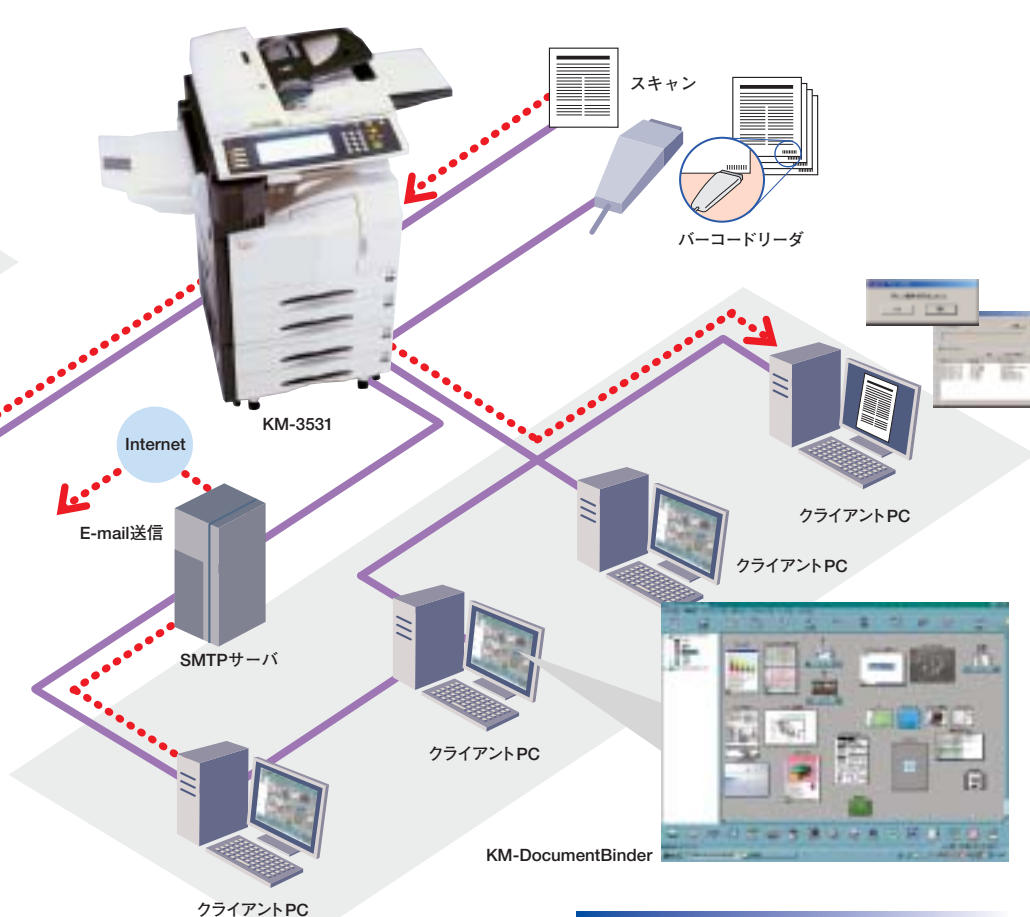 スキャン
バーコードリーダ
KM-3531
Internet
E-mail送信
SMTPサーバ
クライアントPC
クライアントPC
クライアントPC
クライアントPC
KM-DocumentBinder